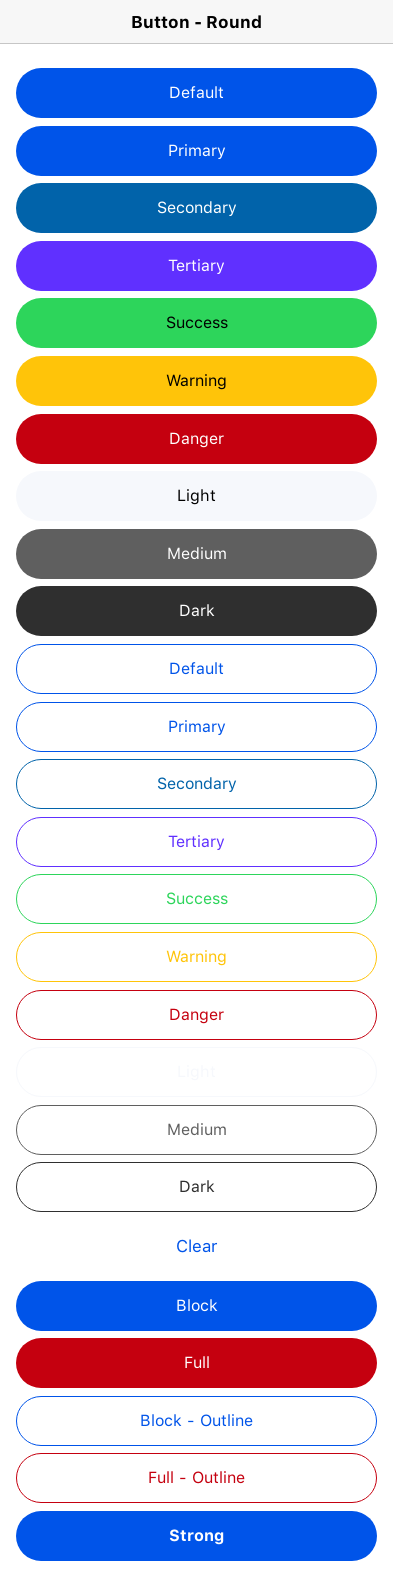 Button - Round
Default
Primary
Secondary
Tertiary
Success
Warning
Danger
Light
Medium
Dark
Default
Primary
Secondary
Tertiary
Success
Warning
Danger
Light
Medium
Dark
Clear
Block
Full
Block - Outline
Full - Outline
Strong